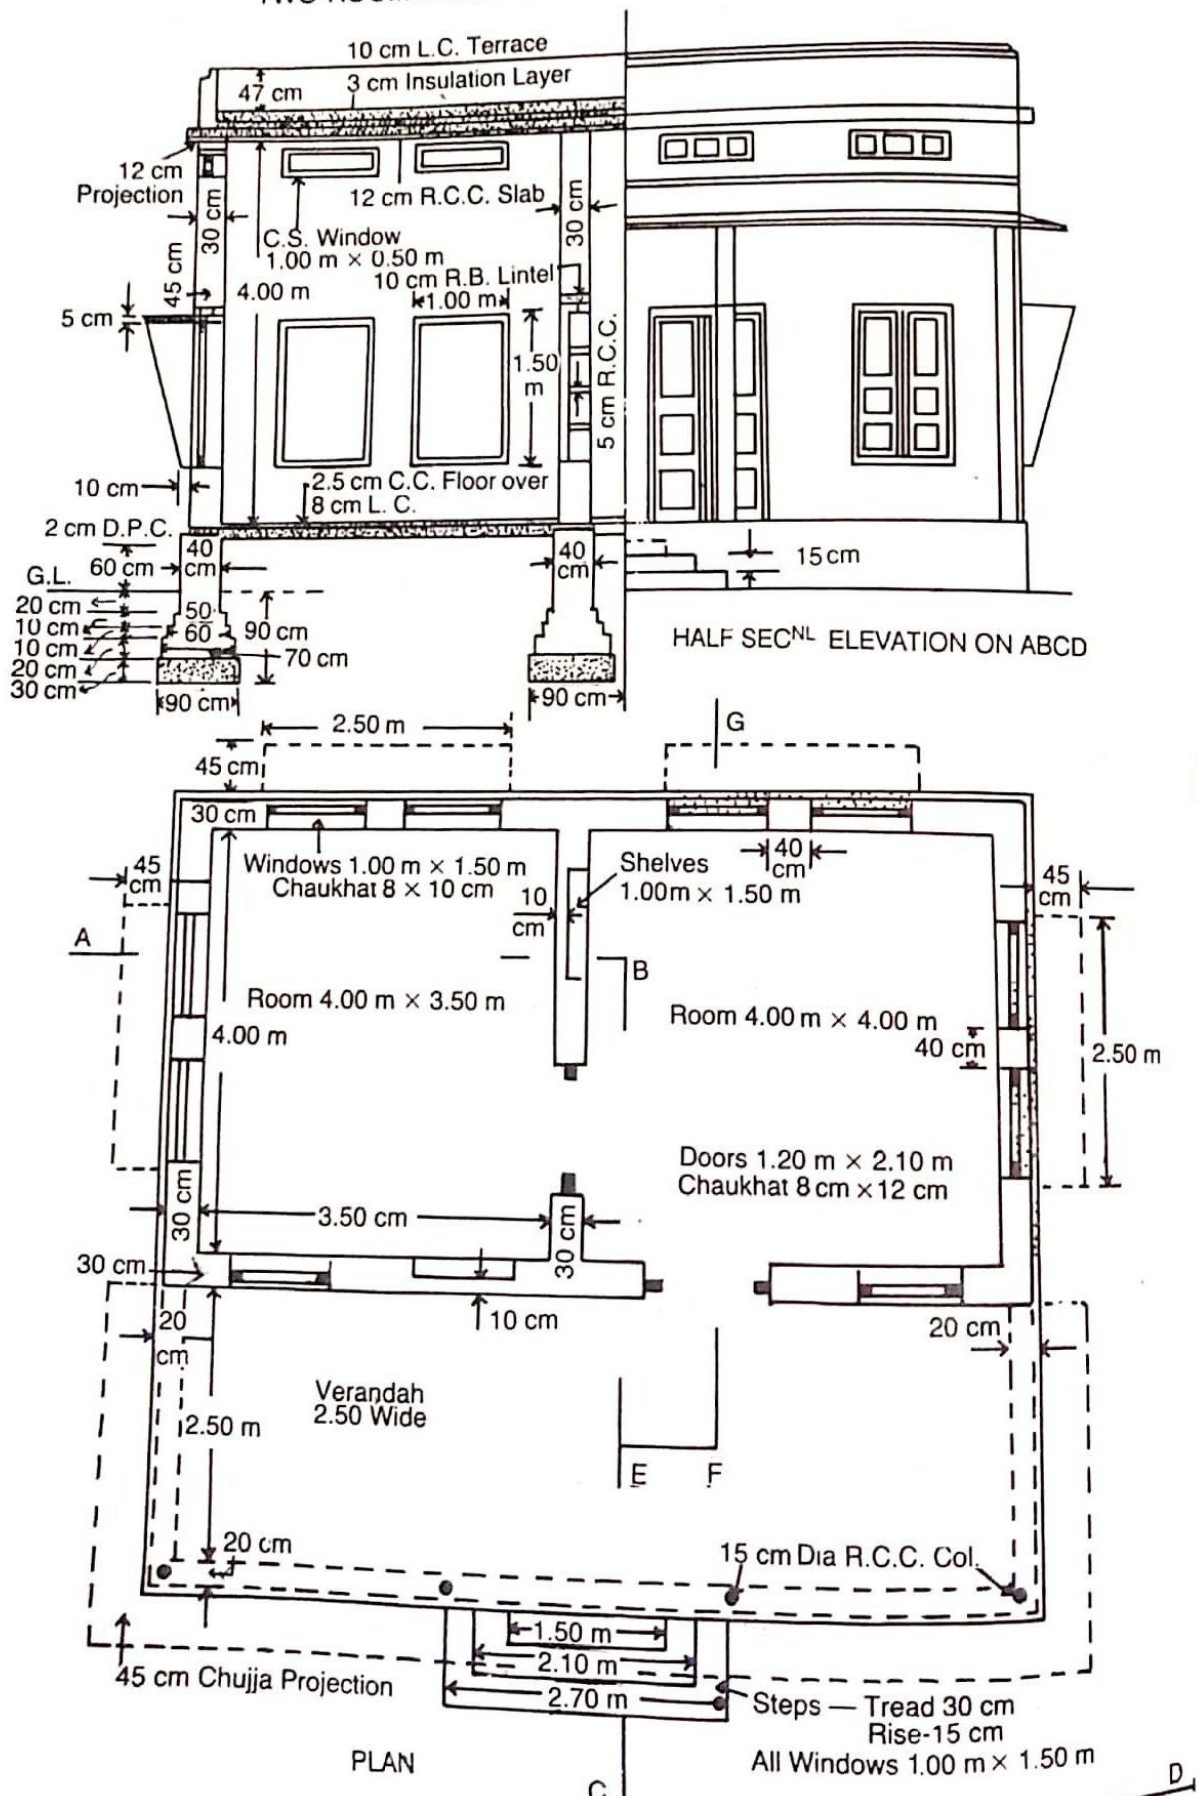 10 cm L.C. Terrace
3 cm Insulation Layer
47 cm
12 cm
Projection
12 cm R.C.C. Slab
30 cm
30 cm
C.S. Window
1.00 m × 0.50 m
45 cm
10 cm R.B. Lintel
4.00 m
1.00 m
5 cm
1.50
m
5 cm R.C.C.
10 cm
2.5 cm C.C. Floor over
8 cm L. C.
2 cm D.P.C.
40
cm
40
cm
60 cm
15 cm
G.L.
20 cm
10 cm
10 cm
20 cm
30 cm
50
60
90 cm
70 cm
90 cm
90 cm
HALF SECNL ELEVATION ON ABCD
2.50 m
G
45 cm
30 cm
Windows 1.00 m × 1.50 m
Chaukhat 8 × 10 cm
Shelves
1.00m × 1.50 m
40
cm
45
cm
45
cm
10
cm
A
B
Room 4.00 m × 3.50 m
Room 4.00 m × 4.00 m
4.00 m
40 cm
2.50 m
Doors 1.20 m × 2.10 m
Chaukhat 8 cm × 12 cm
30 cm
3.50 cm
30 cm
30 cm
10 cm
20
cm
20 cm
Verandah
2.50 Wide
2.50 m
E F
20 cm
15 cm Dia R.C.C. Col.
1.50 m
2.10 m
2.70 m
45 cm Chujja Projection
Steps — Tread 30 cm
Rise-15 cm
All Windows 1.00 m × 1.50 m
PLAN
C
D